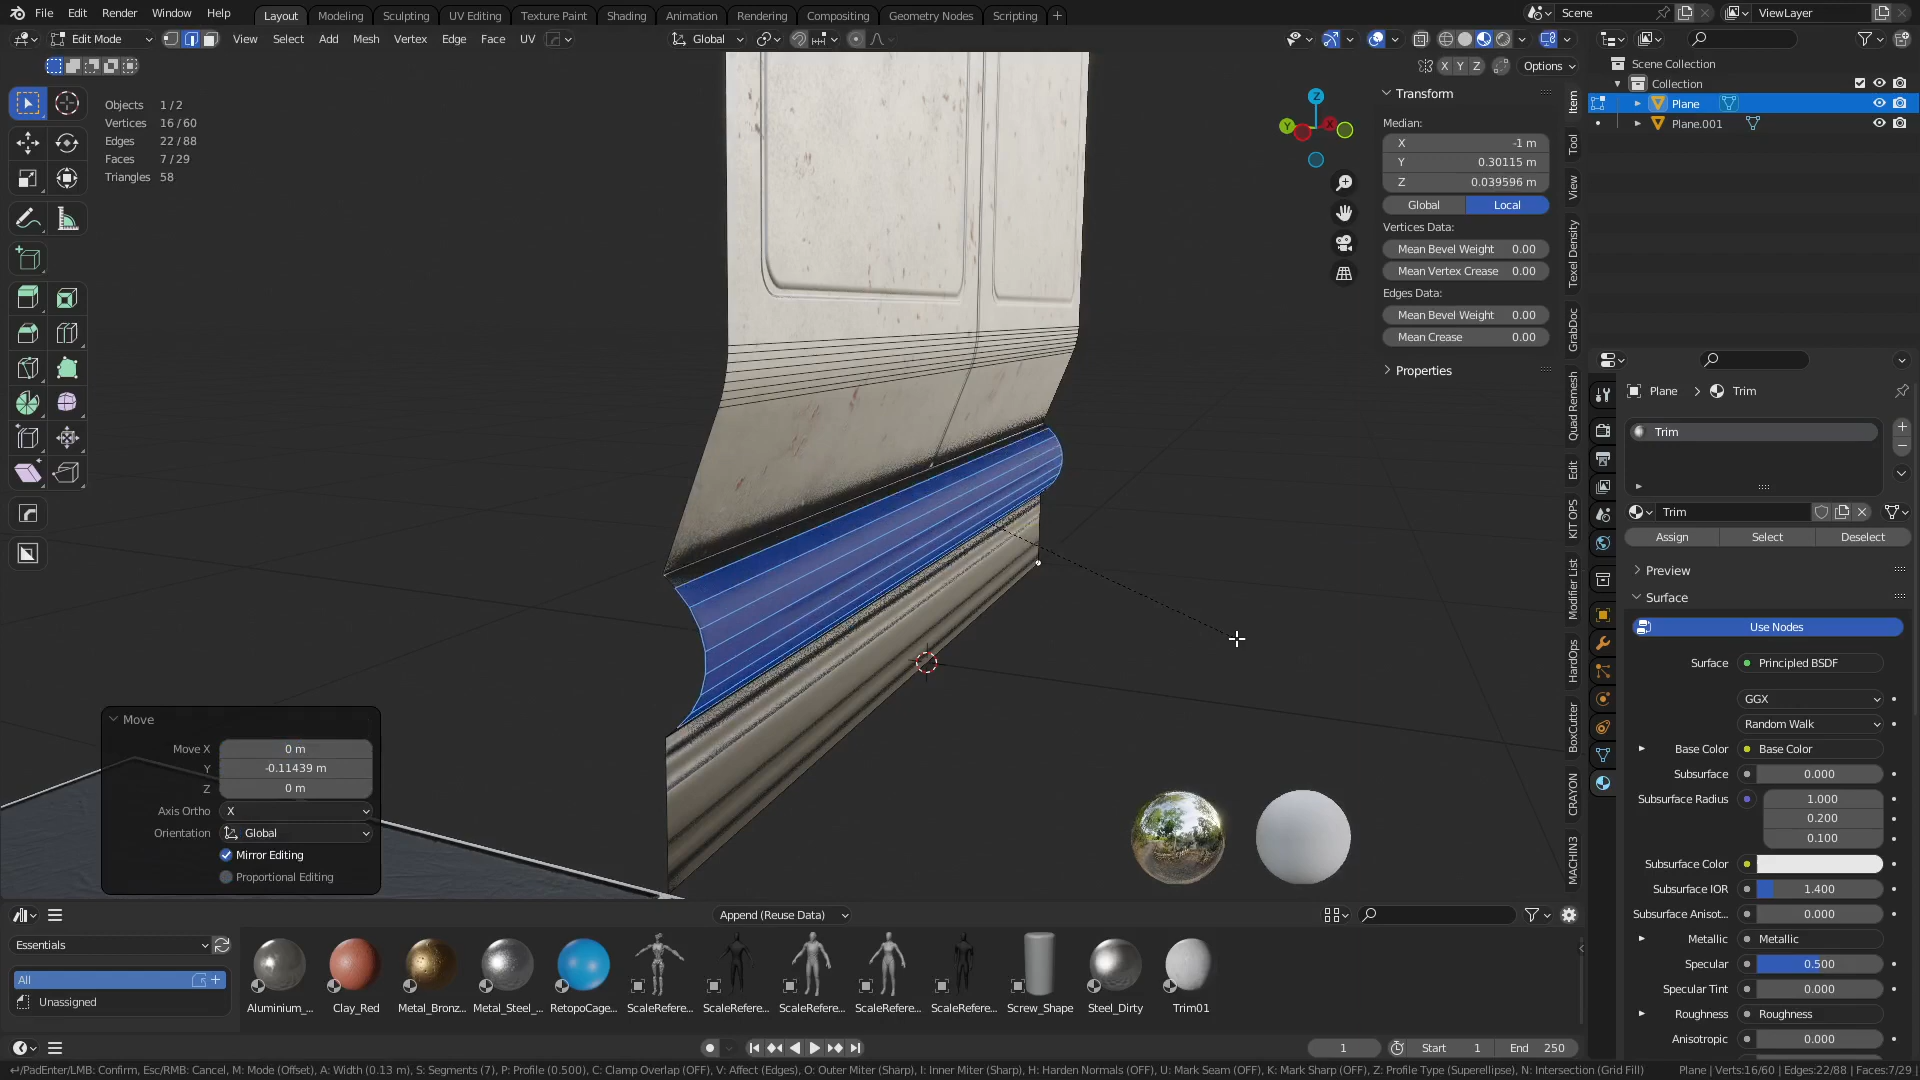 File Edit Render Window Help Layout Modeling Sculpting UV Editing Texture Paint Shading Animation Rendering Compositing Geometry Nodes Scripting + Scene ViewLayer
Edit Mode View Select Add Mesh Vertex Edge Face UV Global
X Y Z Options
Objects 1 / 2
Vertices 16 / 60
Edges 22 / 88
Faces 7 / 29
Triangles 58
Z
Y
X
Transform
Median:
X -1 m
Y 0.30115 m
Z 0.039596 m
Global Local
Vertices Data:
Mean Bevel Weight 0.00
Mean Vertex Crease 0.00
Edges Data:
Mean Bevel Weight 0.00
Mean Crease 0.00
Properties
Item
Tool
View
Texel Density
GrabDoc
Quad Remesh
Edit
KIT OPS
Modifier List
HardOps
BoxCutter
CRAYON
MACHIN3
Scene Collection
Collection
Plane
Plane.001
Plane > Trim
Trim
Trim
Assign Select Deselect
Preview
Surface
Use Nodes
Surface Principled BSDF
GGX
Random Walk
Base Color Base Color
Subsurface 0.000
Subsurface Radius 1.000
0.200
0.100
Subsurface Color
Subsurface IOR 1.400
Subsurface Anisot... 0.000
Metallic Metallic
Specular 0.500
Specular Tint 0.000
Roughness Roughness
Anisotropic 0.000
Move
Move X 0 m
Y -0.11439 m
Z 0 m
Axis Ortho X
Orientation Global
Mirror Editing
Proportional Editing
Append (Reuse Data)
Essentials
All
Unassigned
Aluminium_... Clay_Red Metal_Bronz... Metal_Steel_... RetopoCage... ScaleRefere... ScaleRefere... ScaleRefere... ScaleRefere... ScaleRefere... Screw_Shape Steel_Dirty Trim01
1 Start 1 End 250
↵/PadEnter/LMB: Confirm, Esc/RMB: Cancel, M: Mode (Offset), A: Width (0.13 m), S: Segments (7), P: Profile (0.500), C: Clamp Overlap (OFF), V: Affect (Edges), O: Outer Miter (Sharp), I: Inner Miter (Sharp), H: Harden Normals (OFF), U: Mark Seam (OFF), K: Mark Sharp (OFF), Z: Profile Type (Superellipse), N: Intersection (Grid Fill) Plane | Verts:16/60 | Edges:22/88 | Faces:7/29 |